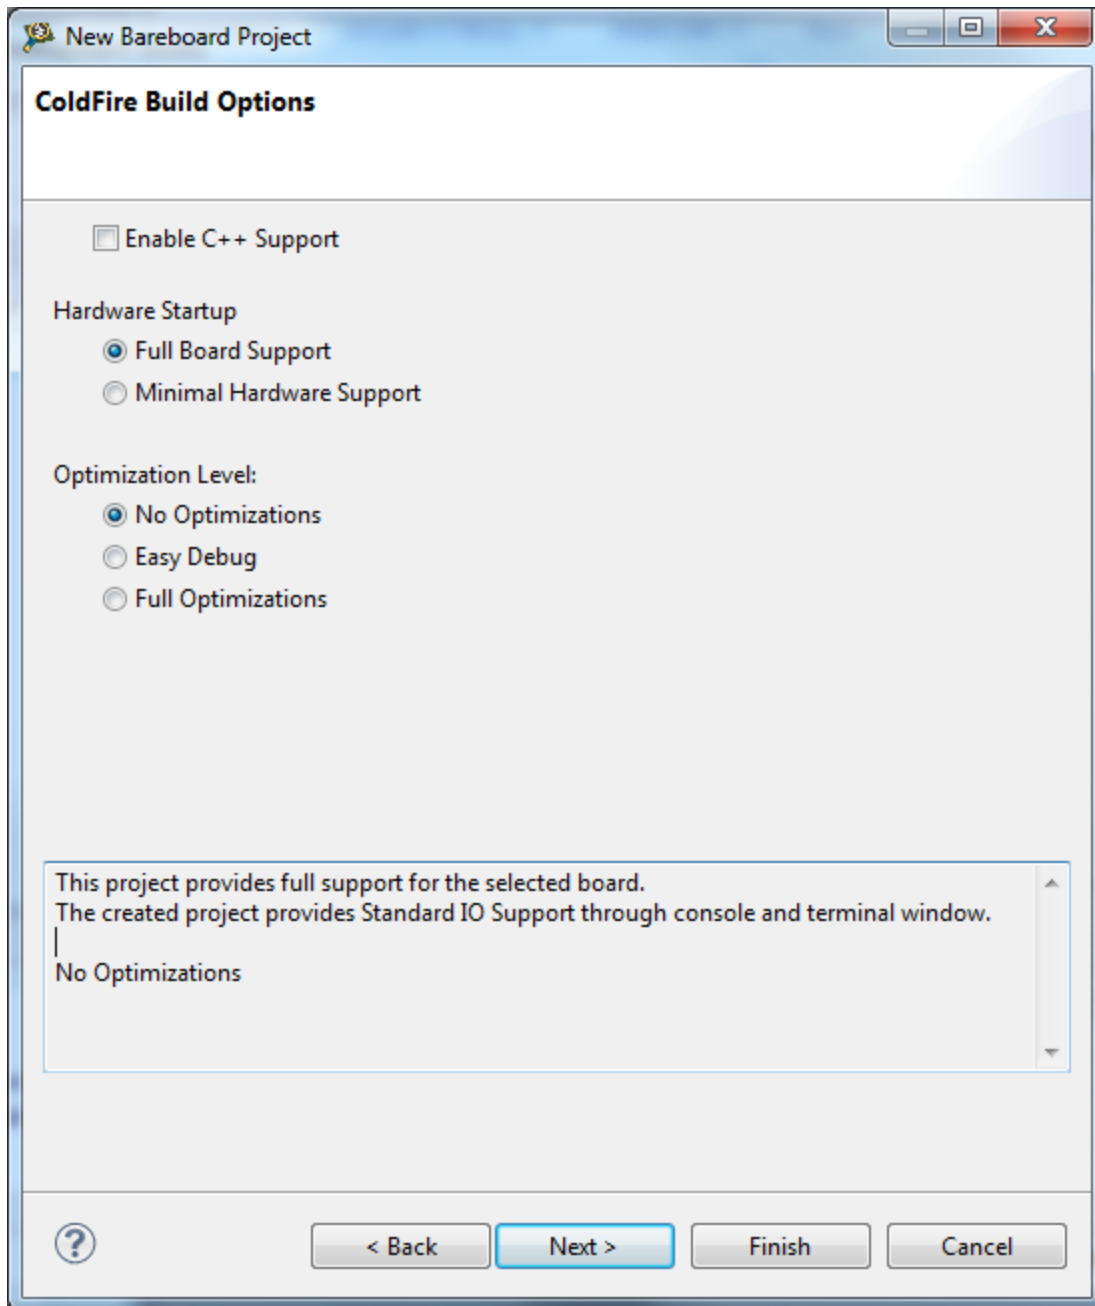 New Bareboard Project
ColdFire Build Options
Enable C++ Support
Hardware Startup
Full Board Support
Minimal Hardware Support
Optimization Level:
No Optimizations
Easy Debug
Full Optimizations
This project provides full support for the selected board.
The created project provides Standard IO Support through console and terminal window.
No Optimizations
?
< Back
Next >
Finish
Cancel